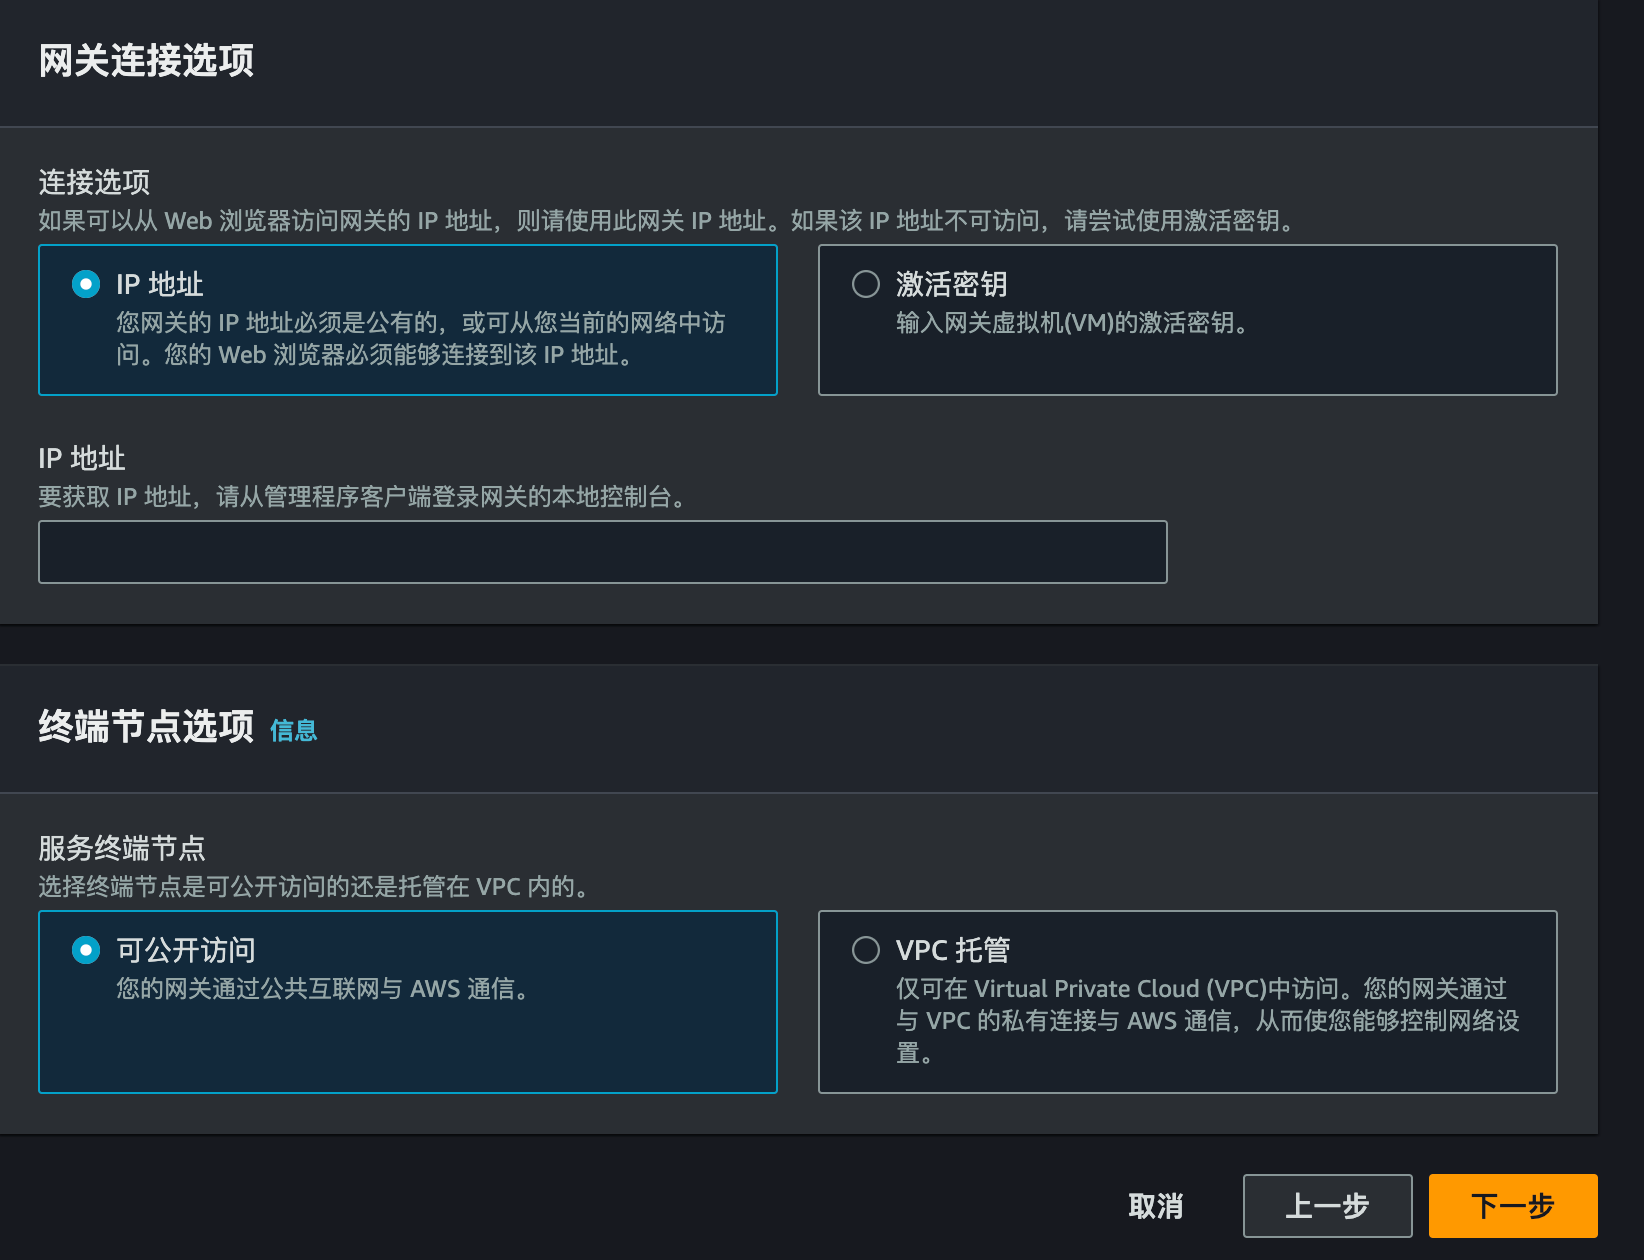 网关连接选项
连接选项
如果可以从 Web 浏览器访问网关的 IP 地址，则请使用此网关 IP 地址。如果该 IP 地址不可访问，请尝试使用激活密钥。
IP 地址
您网关的 IP 地址必须是公有的，或可从您当前的网络中访
问。您的 Web 浏览器必须能够连接到该 IP 地址。
激活密钥
输入网关虚拟机(VM)的激活密钥。
IP 地址
要获取 IP 地址，请从管理程序客户端登录网关的本地控制台。
终端节点选项 信息
服务终端节点
选择终端节点是可公开访问的还是托管在 VPC 内的。
可公开访问
您的网关通过公共互联网与 AWS 通信。
VPC 托管
仅可在 Virtual Private Cloud (VPC)中访问。您的网关通过
与 VPC 的私有连接与 AWS 通信，从而使您能够控制网络设
置。
取消
上一步
下一步